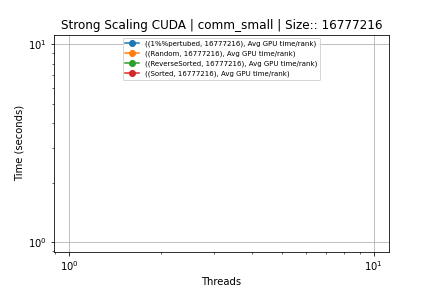 Strong Scaling CUDA | comm_small | Size:: 16777216
10¹
((1%%pertubed, 16777216), Avg GPU time/rank)
((Random, 16777216), Avg GPU time/rank)
((ReverseSorted, 16777216), Avg GPU time/rank)
((Sorted, 16777216), Avg GPU time/rank)
Time (seconds)
10⁰
10⁰ 10¹
Threads